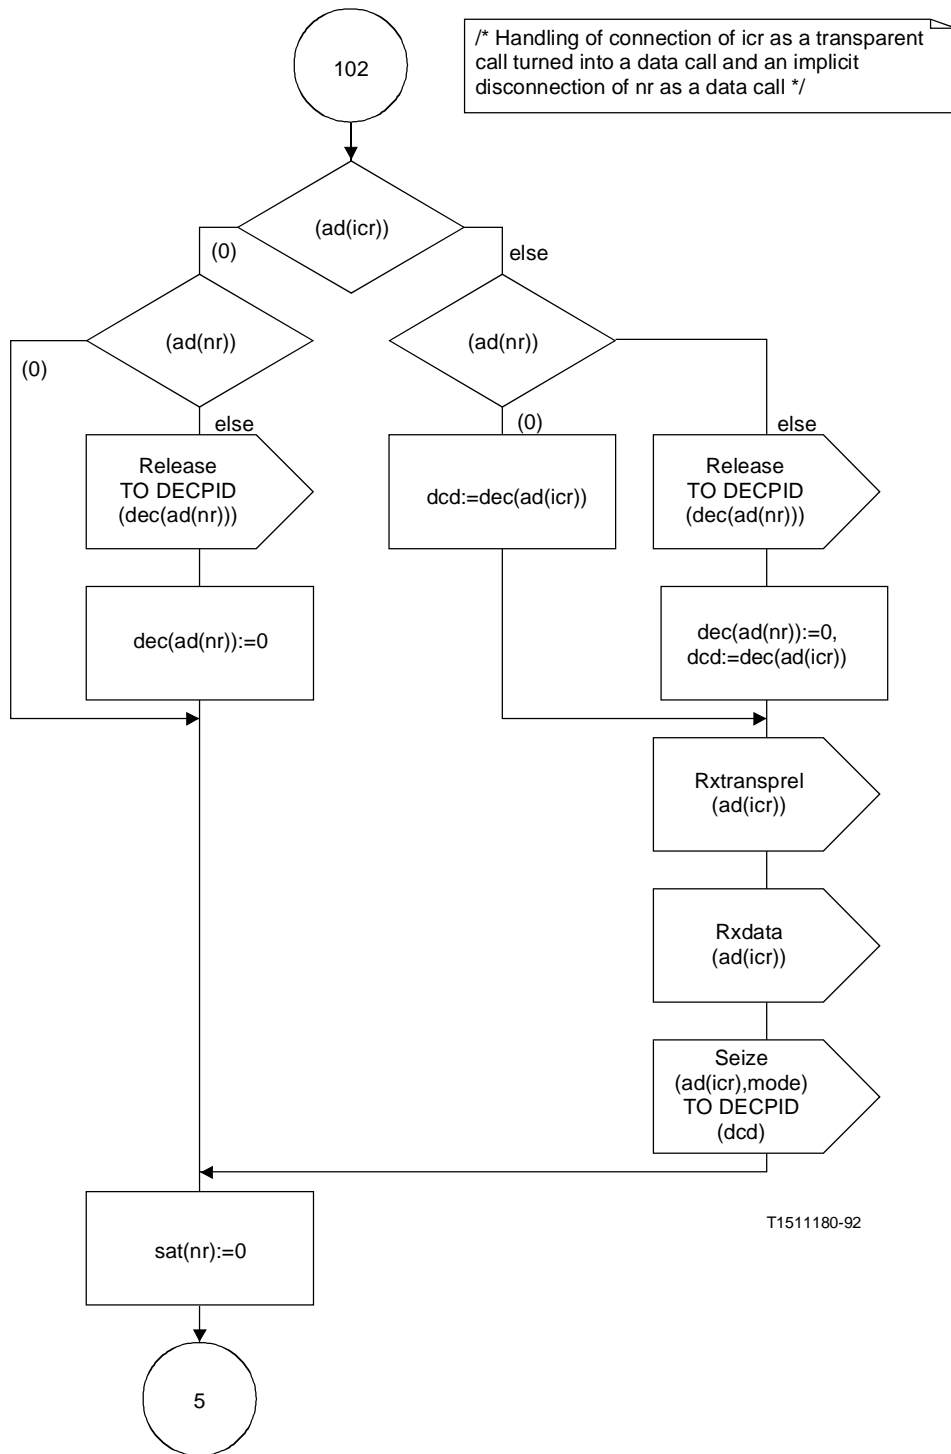 102
/* Handling of connection of icr as a transparent
call turned into a data call and an implicit
disconnection of nr as a data call */
(ad(icr))
(0)
else
(ad(nr))
(ad(nr))
(0)
else
(0)
else
Release
TO DECPID
(dec(ad(nr)))
dcd:=dec(ad(icr))
Release
TO DECPID
(dec(ad(nr)))
dec(ad(nr)):=0
dec(ad(nr)):=0,
dcd:=dec(ad(icr))
Rxtransprel
(ad(icr))
Rxdata
(ad(icr))
Seize
(ad(icr),mode)
TO DECPID
(dcd)
T1511180-92
sat(nr):=0
5